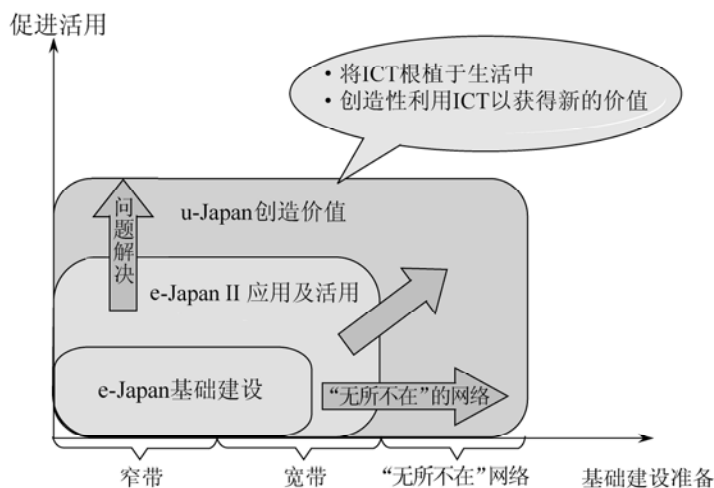 促进活用
· 将ICT根植于生活中
· 创造性利用ICT以获得新的价值
u-Japan创造价值
问题解决
e-Japan II 应用及活用
e-Japan基础建设
“无所不在”的网络
窄带
宽带
“无所不在”网络
基础建设准备